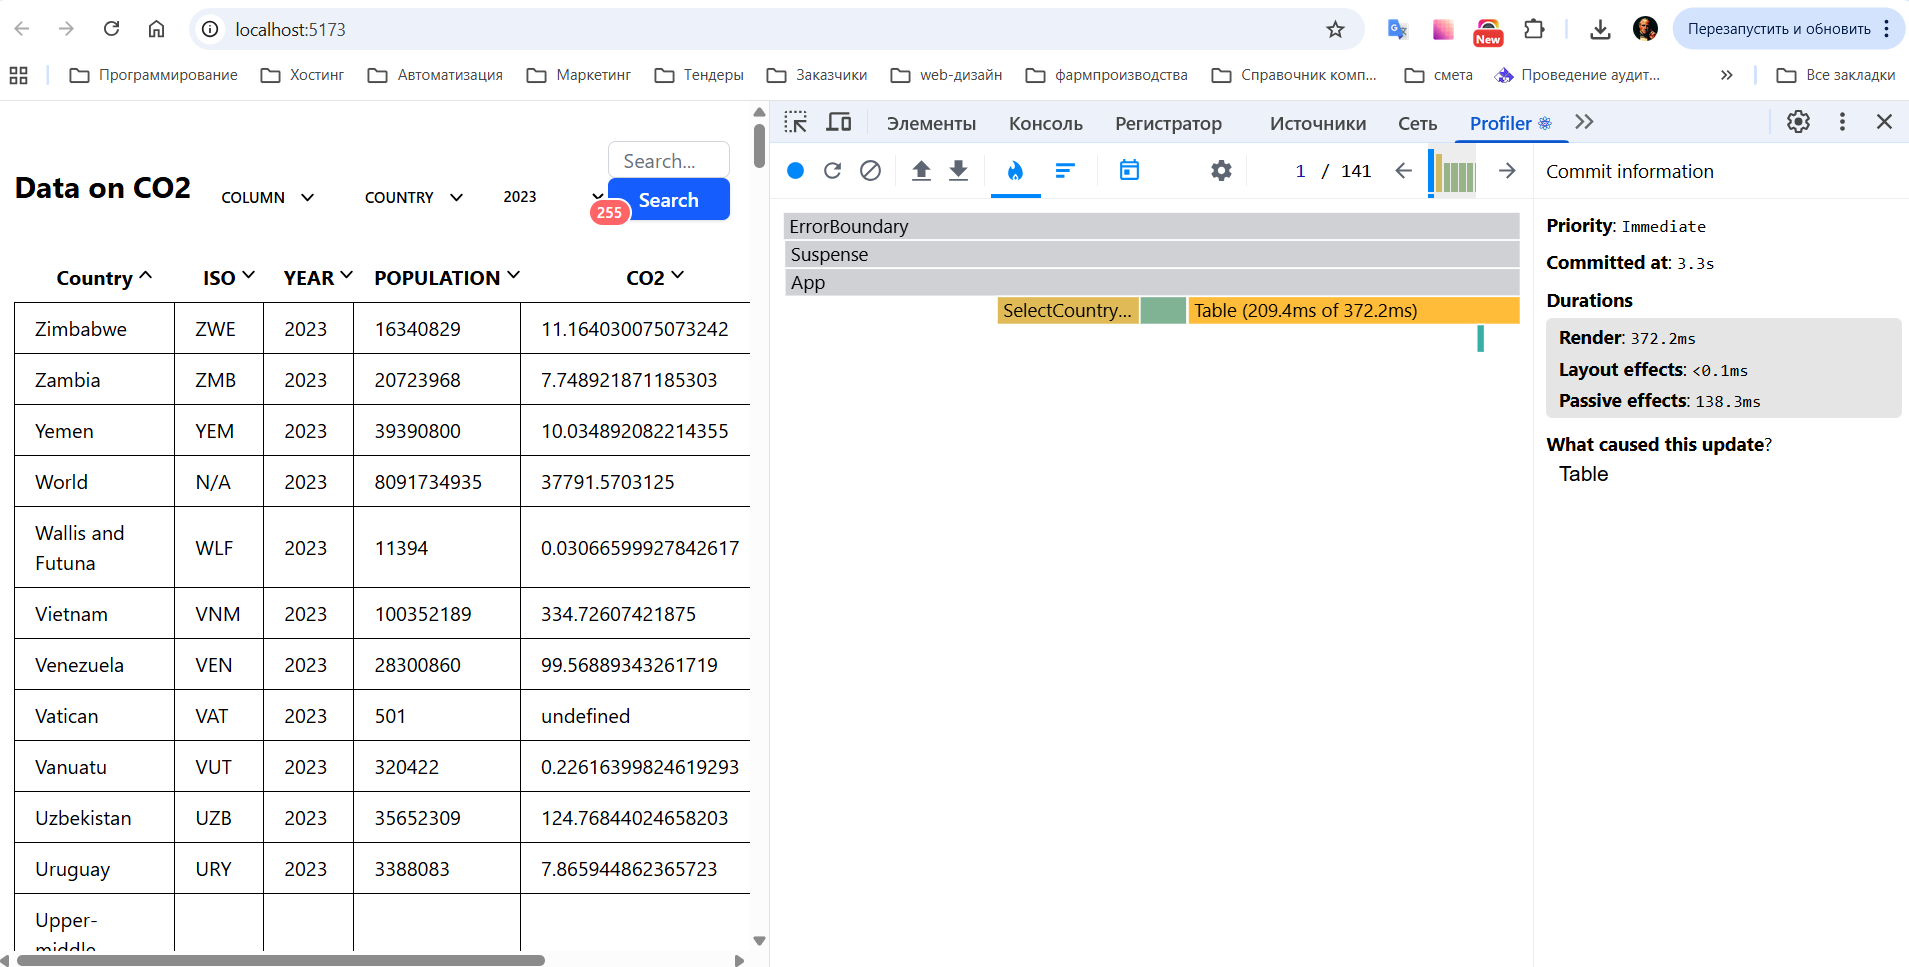 localhost:5173
New
Перезапустить и обновить
Программирование
Хостинг
Автоматизация
Маркетинг
Тендеры
Заказчики
web-дизайн
фармпроизводства
Справочник комп...
смета
Проведение аудит...
Все закладки
Data on CO2
COLUMN
COUNTRY
2023
Search...
Search
255
Country ISO YEAR POPULATION CO2
Zimbabwe ZWE 2023 16340829 11.164030075073242
Zambia ZMB 2023 20723968 7.748921871185303
Yemen YEM 2023 39390800 10.034892082214355
World N/A 2023 8091734935 37791.5703125
Wallis and
Futuna WLF 2023 11394 0.03066599927842617
Vietnam VNM 2023 100352189 334.72607421875
Venezuela VEN 2023 28300860 99.56889343261719
Vatican VAT 2023 501 undefined
Vanuatu VUT 2023 320422 0.22616399824619293
Uzbekistan UZB 2023 35652309 124.76844024658203
Uruguay URY 2023 3388083 7.865944862365723
Upper-
middle
Элементы Консоль Регистратор Источники Сеть Profiler
1 / 141
ErrorBoundary
Suspense
App
SelectCountry...
Table (209.4ms of 372.2ms)
Commit information
Priority: Immediate
Committed at: 3.3s
Durations
Render: 372.2ms
Layout effects: <0.1ms
Passive effects: 138.3ms
What caused this update?
Table